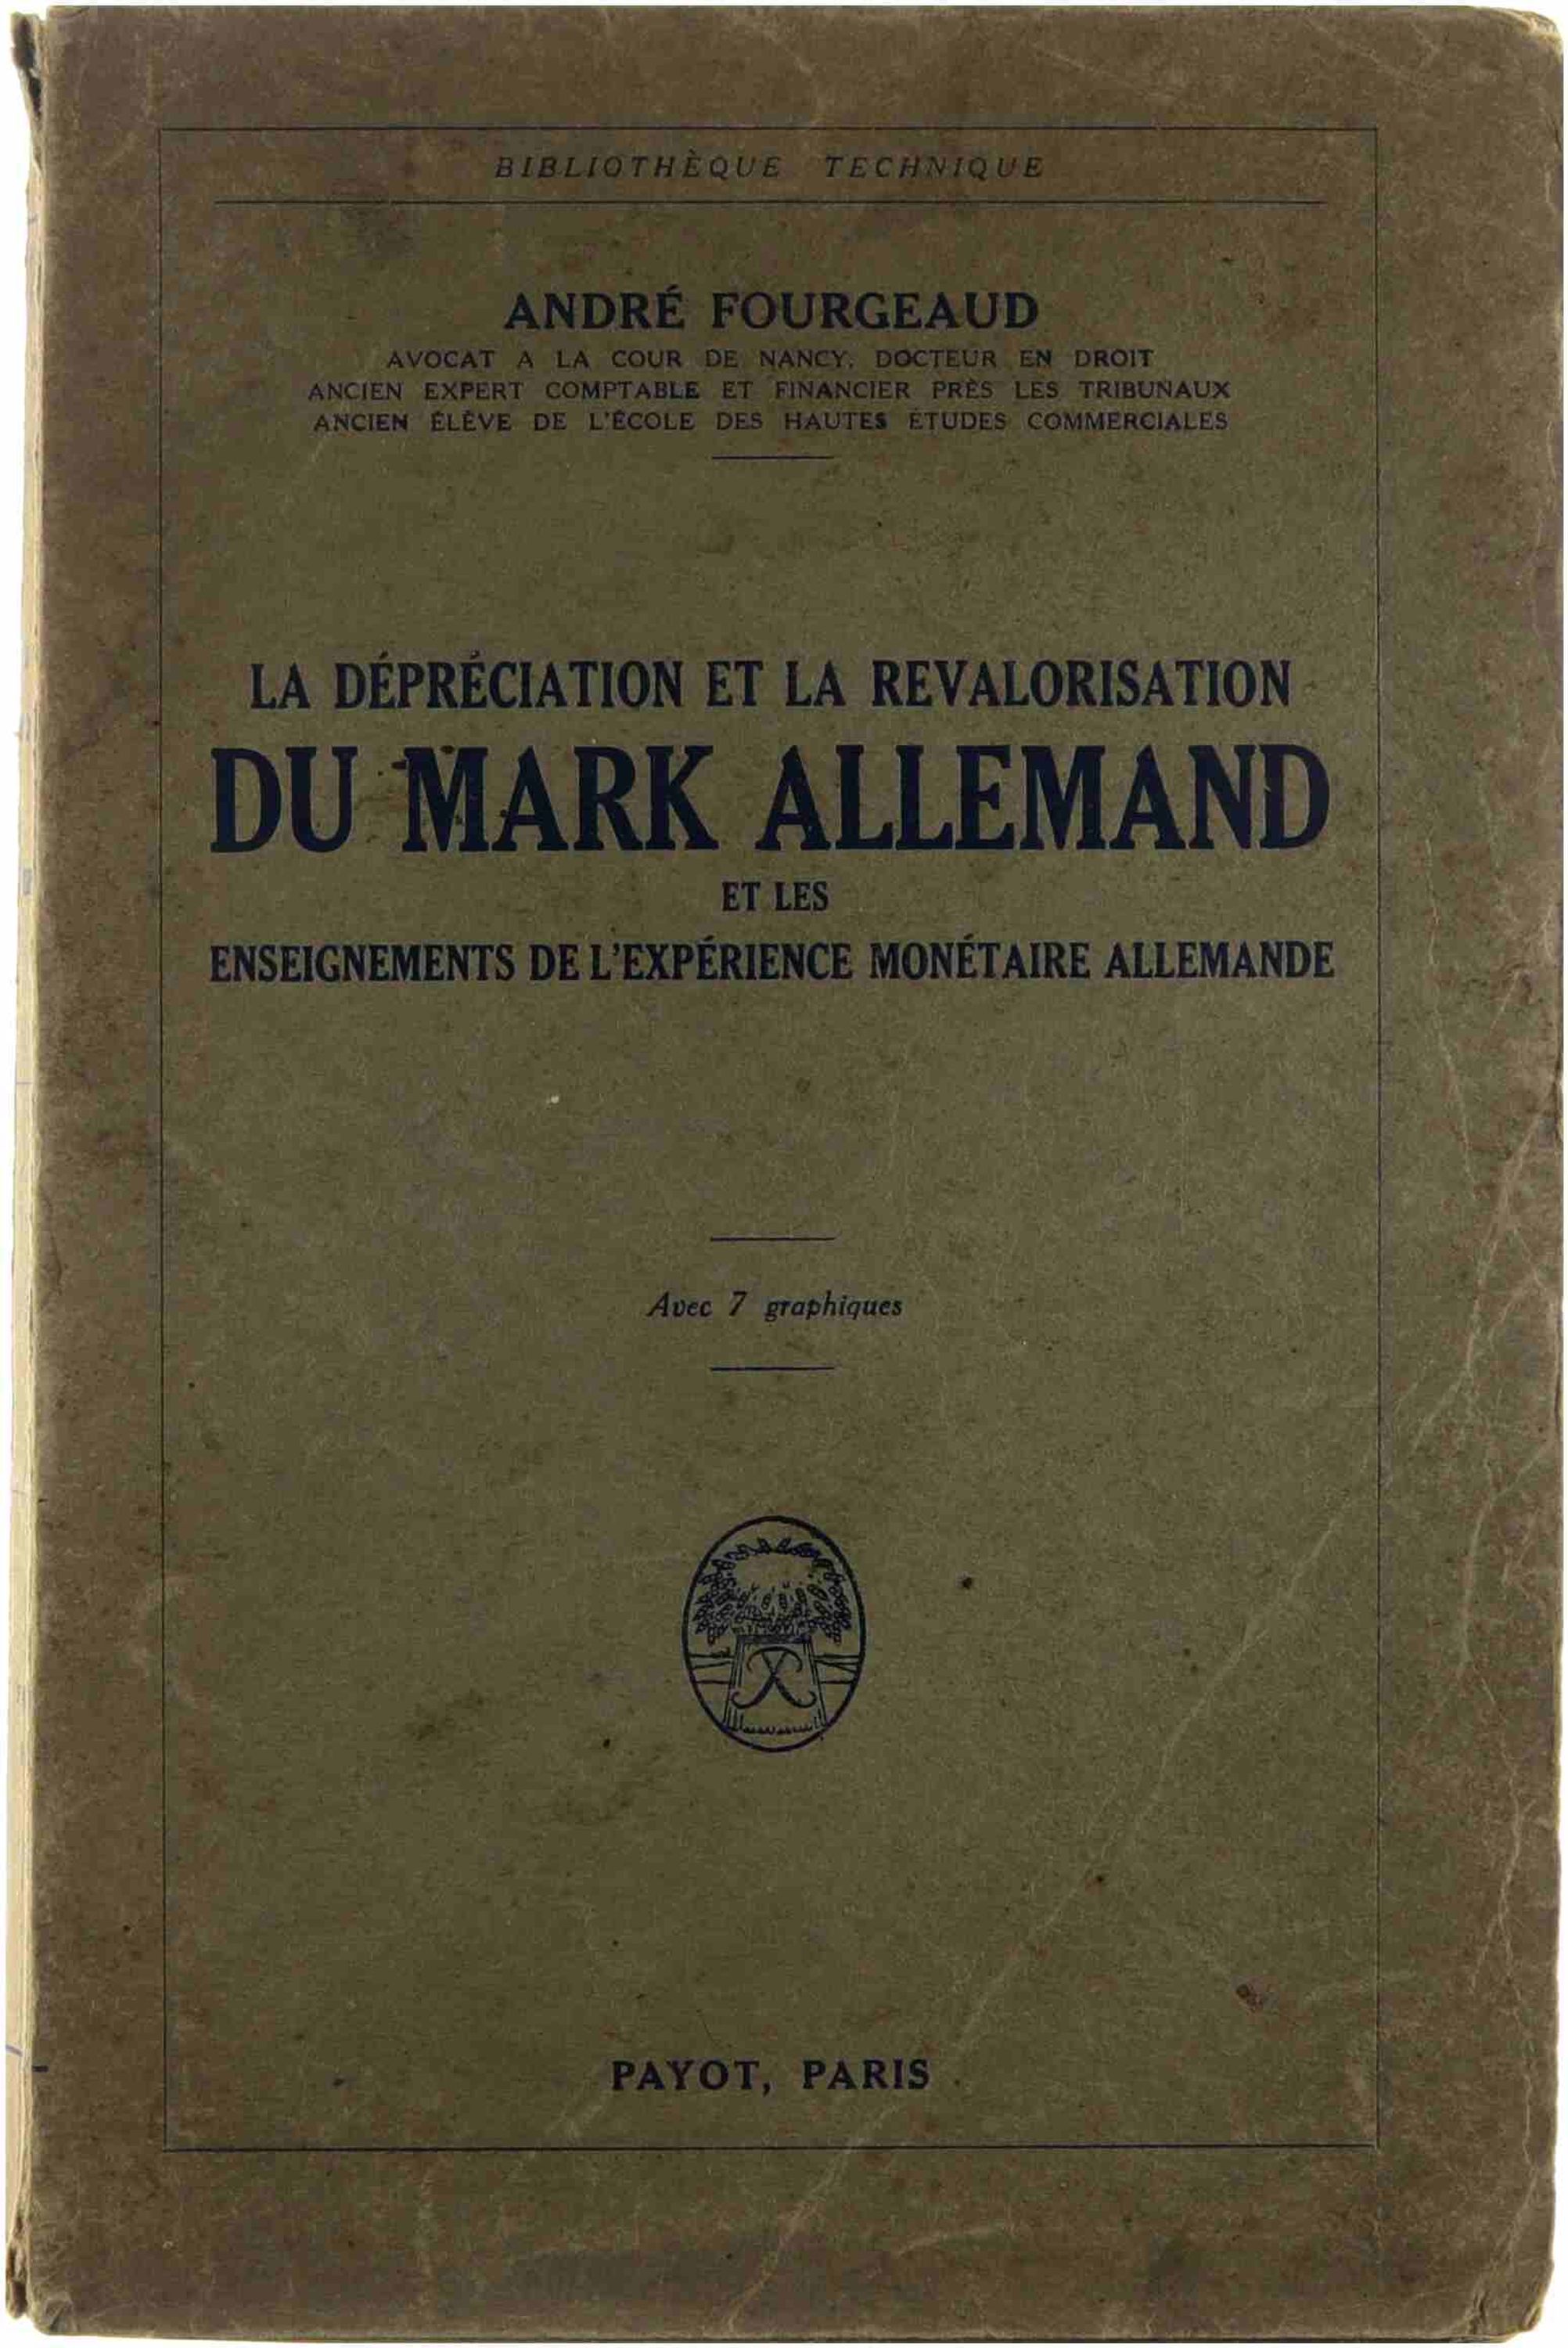 BIBLIOTHÈQUE TECHNIQUE
ANDRÉ FOURGEAUD
AVOCAT A LA COUR DE NANCY, DOCTEUR EN DROIT
ANCIEN EXPERT COMPTABLE ET FINANCIER PRÈS LES TRIBUNAUX
ANCIEN ÉLÈVE DE L'ÉCOLE DES HAUTES ÉTUDES COMMERCIALES
LA DÉPRÉCIATION ET LA REVALORISATION
DU MARK ALLEMAND
ET LES
ENSEIGNEMENTS DE L'EXPÉRIENCE MONÉTAIRE ALLEMANDE
Avec 7 graphiques
PAYOT, PARIS